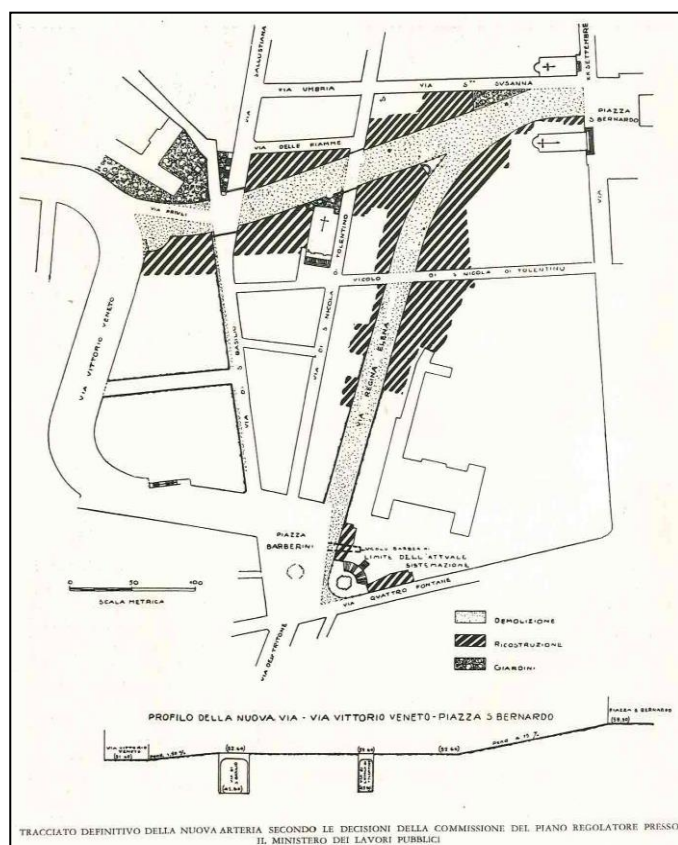 VIA
SALLUSTIANA
XX SETTEMBRE
VIA UMBRIA
VIA Sᵗᵃ SUSANNA
PIAZZA
S BERNARDO
VIA DELLE FIAMME
VIA
VIA
DI S NICOLA
DI TOLENTINO
VICOLO DI S NICOLA DI TOLENTINO
VIA VITTORIO VENETO
VIA DI S BASILIO
VIA REGINA ELENA
PIAZZA
BARBERINI
VICOLO BARBERINI
LIMITE DELL'ATTUALE
SISTEMAZIONE
0 50 100
SCALA METRICA
VIA QUATTRO FONTANE
VIA DEL TRITONE
DEMOLIZIONE
RICOSTRUZIONE
GIARDINI
PROFILO DELLA NUOVA VIA - VIA VITTORIO VENETO - PIAZZA S BERNARDO
PIAZZA S BERNARDO
VIA VITTORIO
VENETO
TRACCIATO DEFINITIVO DELLA NUOVA ARTERIA SECONDO LE DECISIONI DELLA COMMISSIONE DEL PIANO REGOLATORE PRESSO
IL MINISTERO DEI LAVORI PUBBLICI